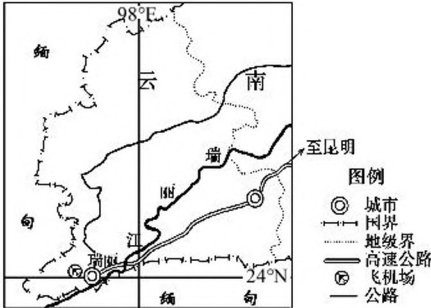 98°E
缅
云
南
瑞
至昆明
丽
甸
江
瑞丽
24°N
缅
甸
图例
城市
国界
地级界
高速公路
飞机场
公路